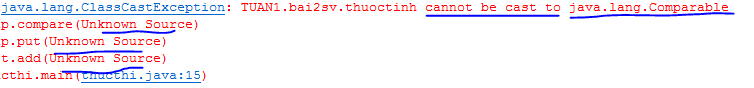 java.lang.ClassCastException: TUAN1.bai2sv.thuoctinh cannot be cast to java.lang.Comparable
p.compare(Unknown Source)
p.put(Unknown Source)
t.add(Unknown Source)
cthi.main(thucthi.java:15)